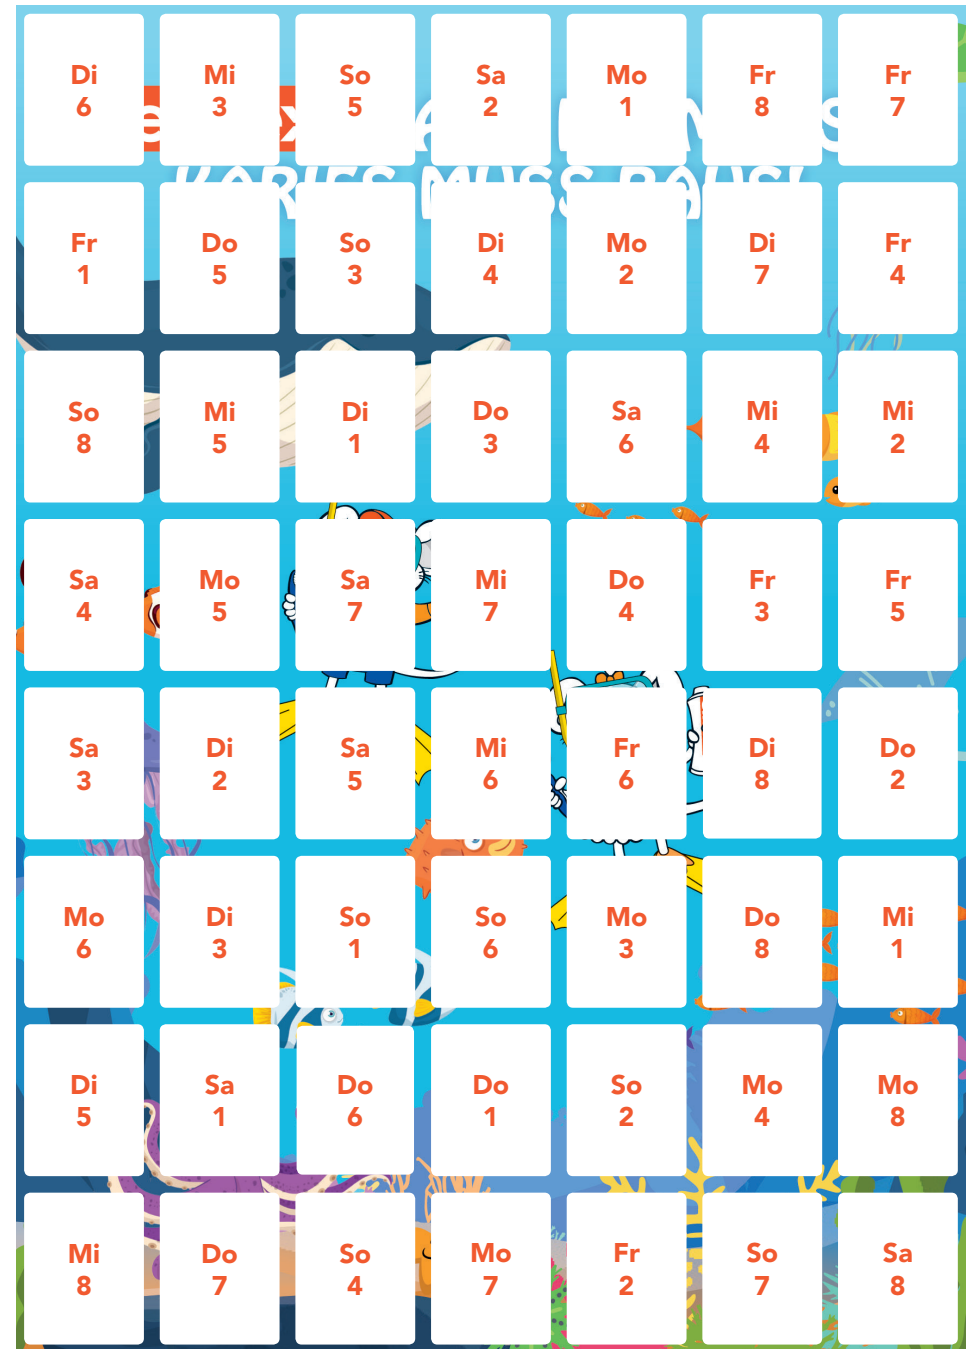 Di Mi So Sa Mo Fr Fr
6 3 5 2 1 8 7
KARIES MUSS RAUS!
Fr Do So Di Mo Di Fr
1 5 3 4 2 7 4
So Mi Di Do Sa Mi Mi
8 5 1 3 6 4 2
Sa Mo Sa Mi Do Fr Fr
4 5 7 7 4 3 5
Sa Di Sa Mi Fr Di Do
3 2 5 6 6 8 2
Mo Di So So Mo Do Mi
6 3 1 6 3 8 1
Di Sa Do Do So Mo Mo
5 1 6 1 2 4 8
Mi Do So Mo Fr So Sa
8 7 4 7 2 7 8